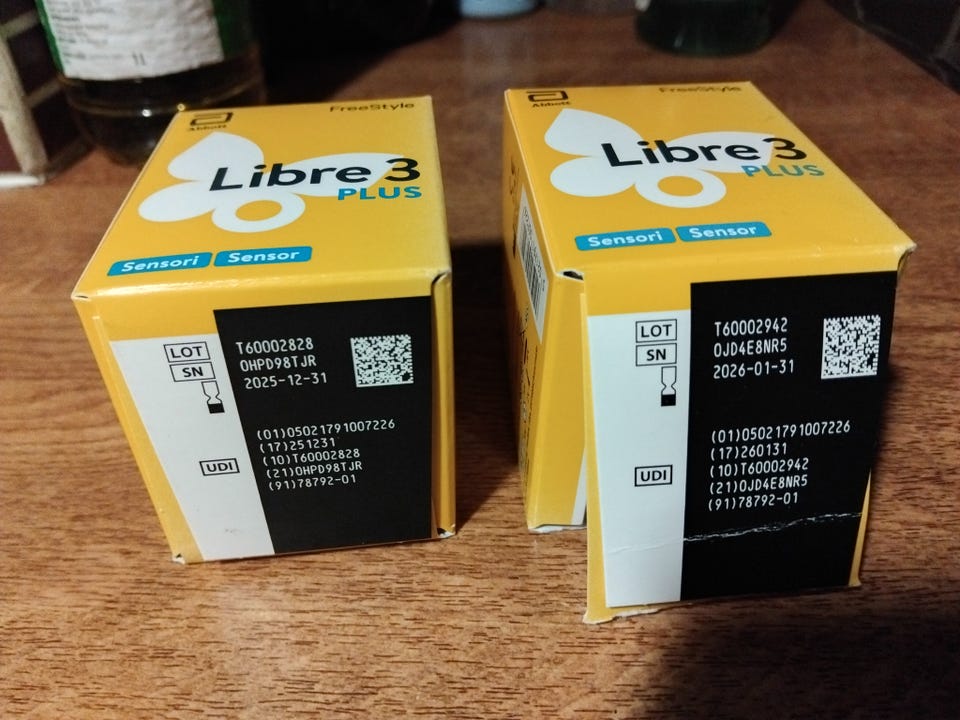 Abbott
FreeStyle
Libre 3
PLUS
Sensori
Sensor
LOT
T60002828
SN
0HPD98TJR
2025-12-31
UDI
(01)05021791007226
(17)251231
(10)T60002828
(21)0HPD98TJR
(91)78792-01
Abbott
FreeStyle
Libre 3
PLUS
Sensori
Sensor
LOT
T60002942
SN
0JD4E8NR5
2026-01-31
UDI
(01)05021791007226
(17)260131
(10)T60002942
(21)0JD4E8NR5
(91)78792-01